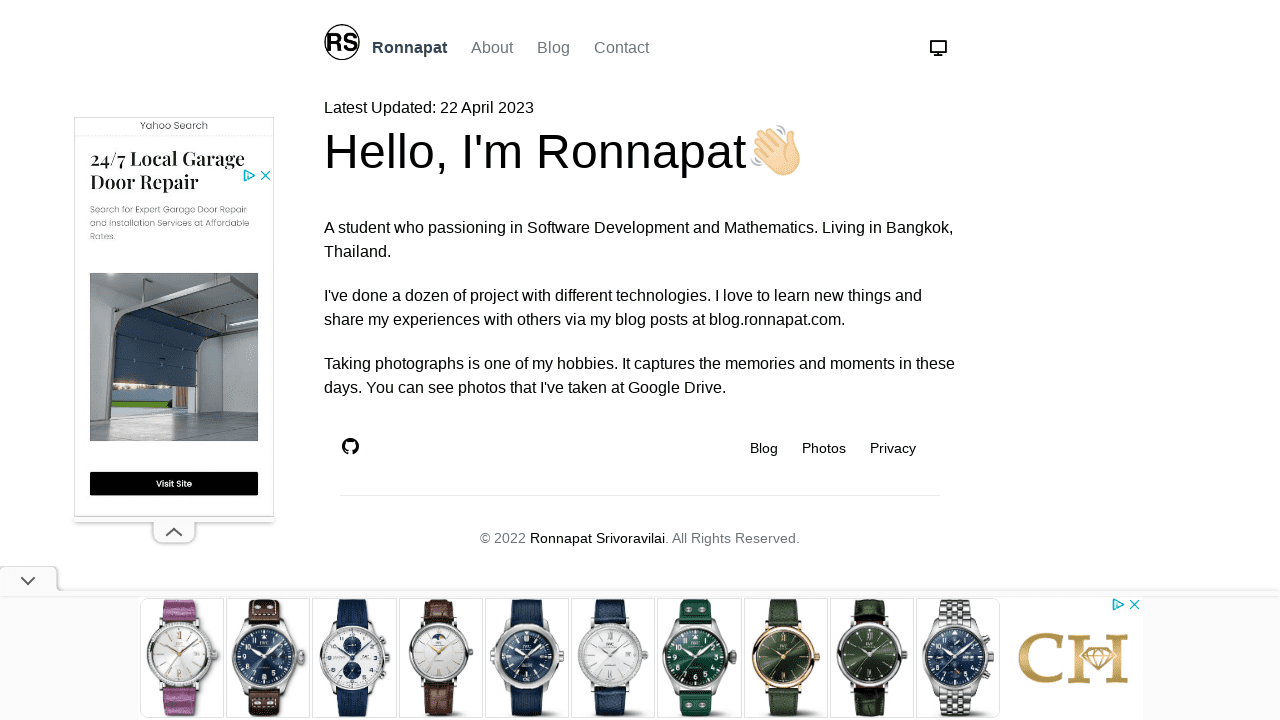 RS
Ronnapat About Blog Contact
Latest Updated: 22 April 2023
Hello, I'm Ronnapat
A student who passioning in Software Development and Mathematics. Living in Bangkok,
Thailand.
I've done a dozen of project with different technologies. I love to learn new things and
share my experiences with others via my blog posts at blog.ronnapat.com.
Taking photographs is one of my hobbies. It captures the memories and moments in these
days. You can see photos that I've taken at Google Drive.
Blog Photos Privacy
© 2022 Ronnapat Srivoravilai. All Rights Reserved.
Yahoo Search
24/7 Local Garage
Door Repair
Search for Expert Garage Door Repair
and Installation Services at Affordable
Rates.
Visit Site
CH